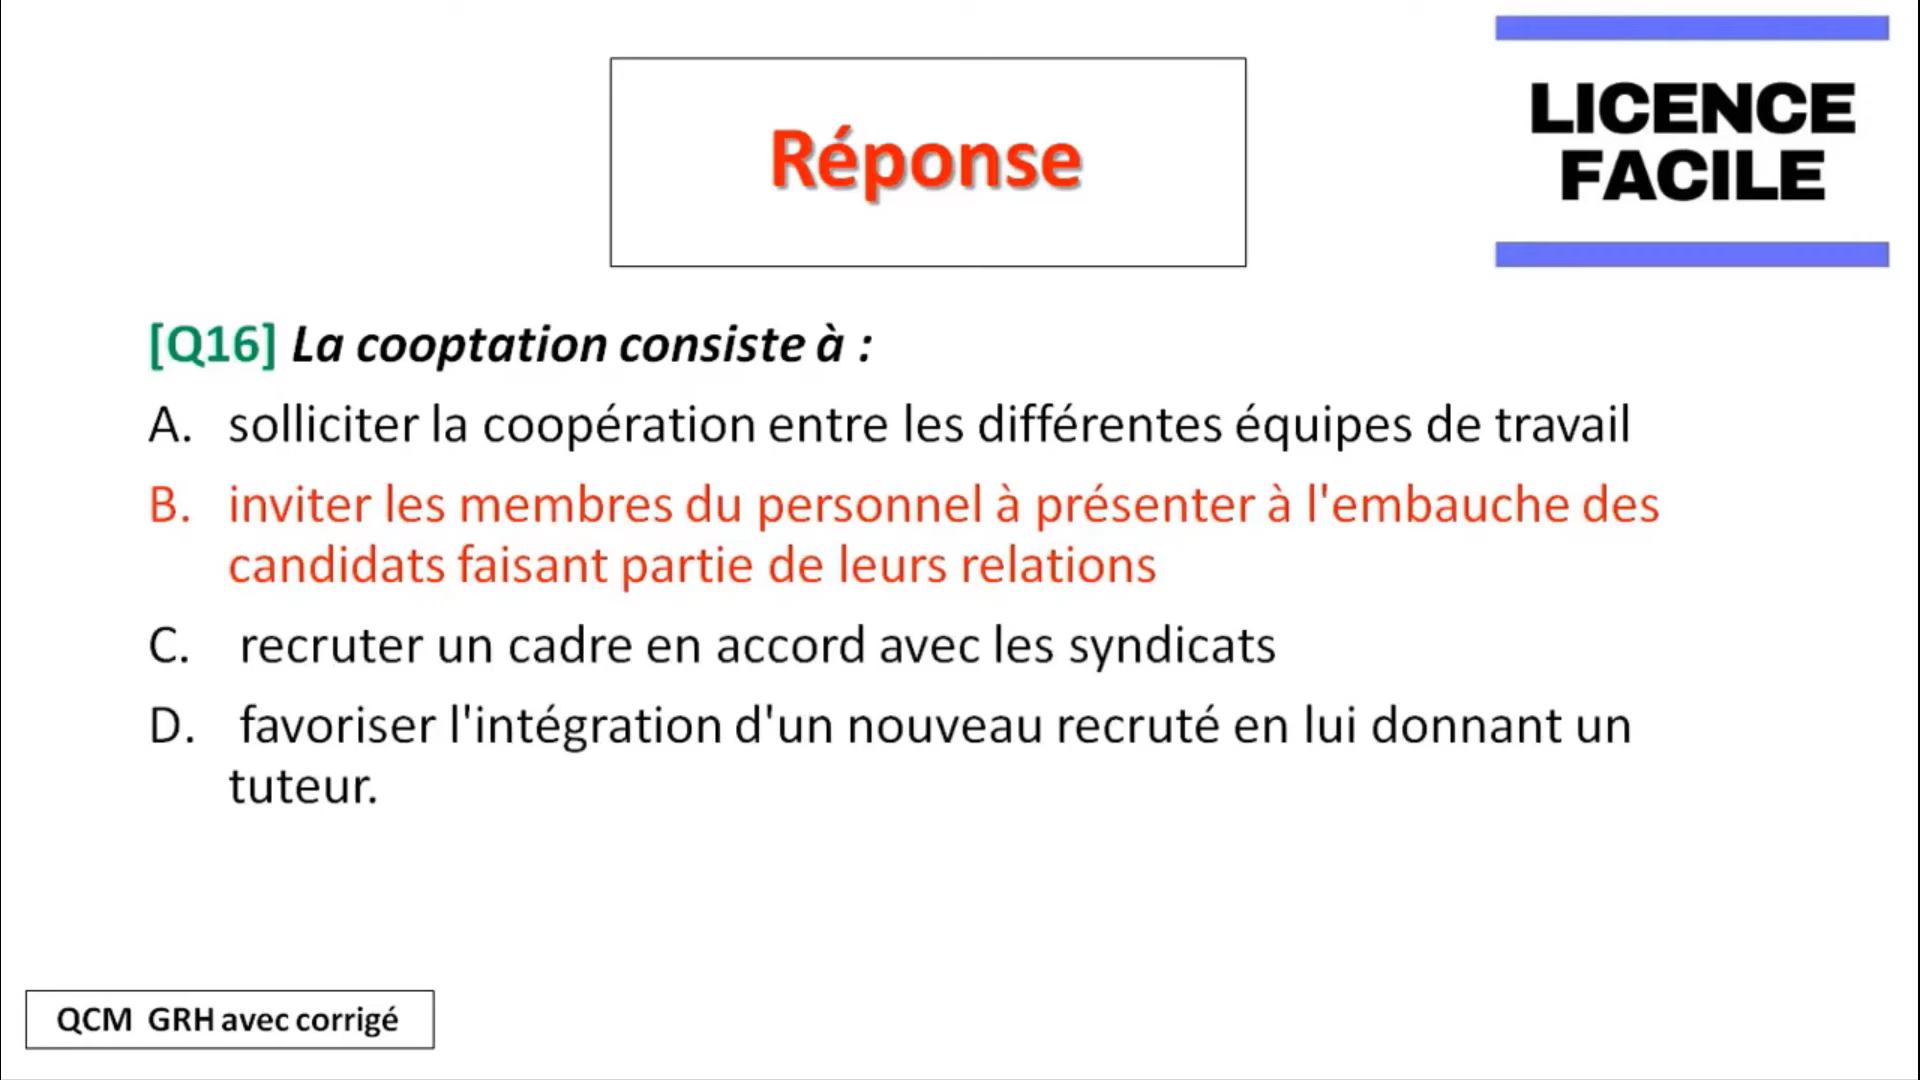 LICENCE
FACILE
Réponse
[Q16] La cooptation consiste à :
A. solliciter la coopération entre les différentes équipes de travail
B. inviter les membres du personnel à présenter à l'embauche des
candidats faisant partie de leurs relations
C. recruter un cadre en accord avec les syndicats
D. favoriser l'intégration d'un nouveau recruté en lui donnant un
tuteur.
QCM GRH avec corrigé